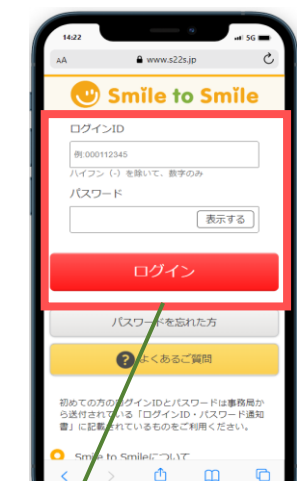 14:22
5G
AA
www.s22s.jp
Smile to Smile
ログインID
例:000112345
ハイフン（-）を除いて、数字のみ
パスワード
表示する
ログイン
パスワードを忘れた方
? よくあるご質問
初めての方のログインIDとパスワードは事務局か
ら送付されている「ログインID・パスワード通知
書」に記載されているものをご利用ください。
Smile to Smileについて